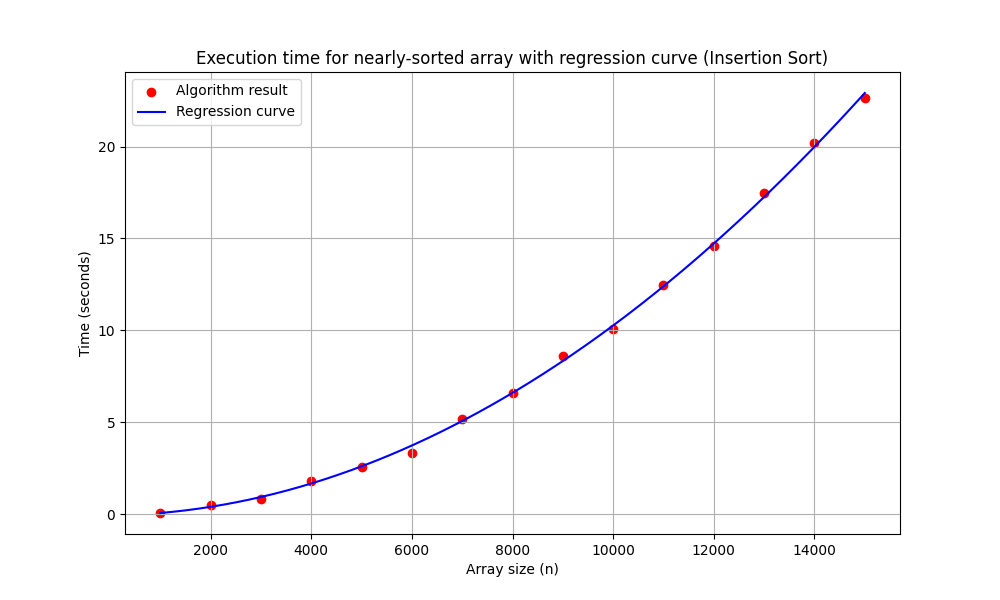 Execution time for nearly-sorted array with regression curve (Insertion Sort)
Algorithm result
Regression curve
Time (seconds)
20
15
10
5
0
2000 4000 6000 8000 10000 12000 14000
Array size (n)